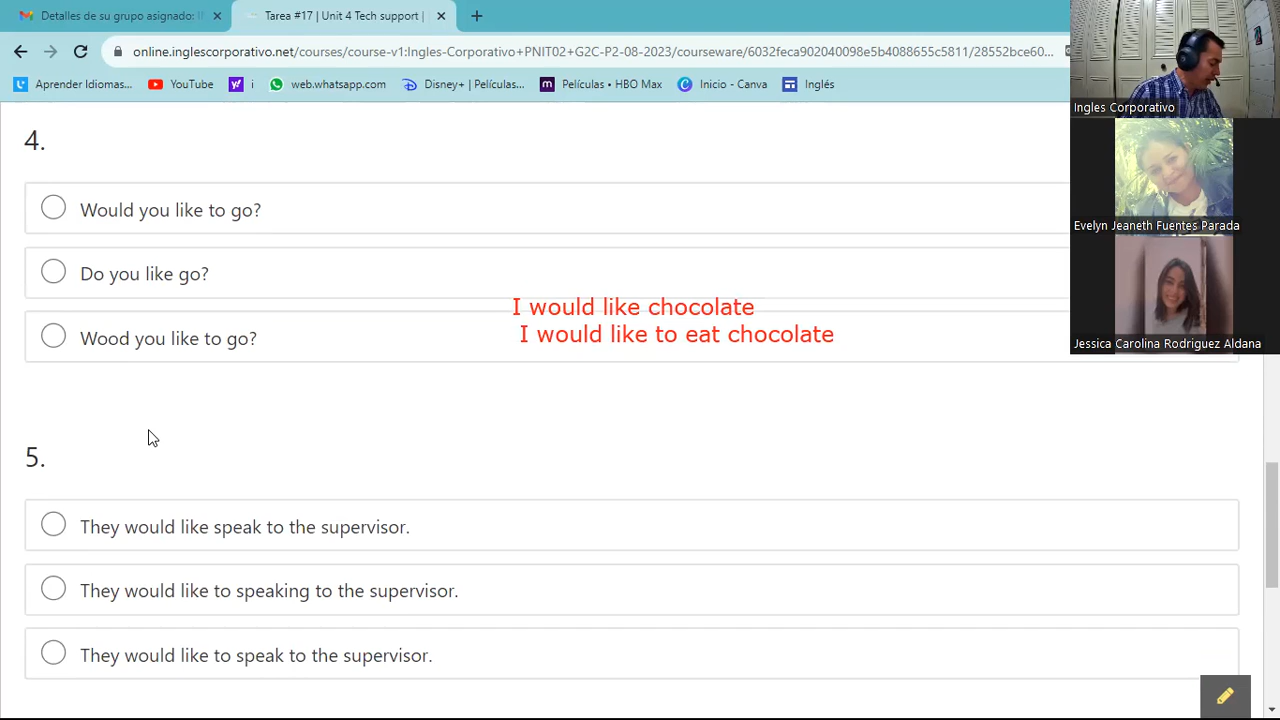 Detalles de su grupo asignado: I
Tarea #17 | Unit 4 Tech support |
online.inglescorporativo.net/courses/course-v1:Ingles-Corporativo+PNIT02+G2C-P2-08-2023/courseware/6032feca902040098e5b4098655c5817/28552bce60...
Aprender Idiomas...
YouTube
i
web.whatsapp.com
Disney+ | Películas...
Películas • HBO Max
Inicio - Canva
Inglés
Ingles Corporativo
Evelyn Jeaneth Fuentes Parada
Jessica Carolina Rodriguez Aldana
4.
Would you like to go?
Do you like go?
I would like chocolate
I would like to eat chocolate
Wood you like to go?
5.
They would like speak to the supervisor.
They would like to speaking to the supervisor.
They would like to speak to the supervisor.